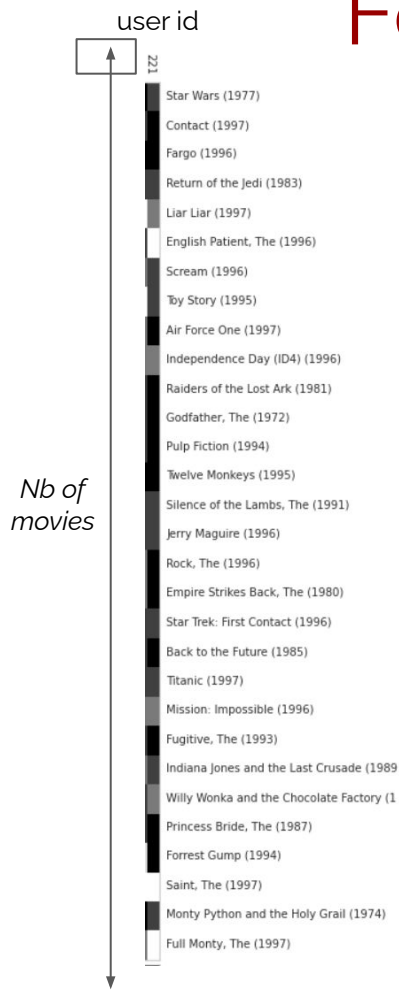 user id
221
Star Wars (1977)
Contact (1997)
Fargo (1996)
Return of the Jedi (1983)
Liar Liar (1997)
English Patient, The (1996)
Scream (1996)
Toy Story (1995)
Air Force One (1997)
Independence Day (ID4) (1996)
Raiders of the Lost Ark (1981)
Godfather, The (1972)
Pulp Fiction (1994)
Twelve Monkeys (1995)
Nb of
movies
Silence of the Lambs, The (1991)
Jerry Maguire (1996)
Rock, The (1996)
Empire Strikes Back, The (1980)
Star Trek: First Contact (1996)
Back to the Future (1985)
Titanic (1997)
Mission: Impossible (1996)
Fugitive, The (1993)
Indiana Jones and the Last Crusade (1989
Willy Wonka and the Chocolate Factory (1
Princess Bride, The (1987)
Forrest Gump (1994)
Saint, The (1997)
Monty Python and the Holy Grail (1974)
Full Monty, The (1997)